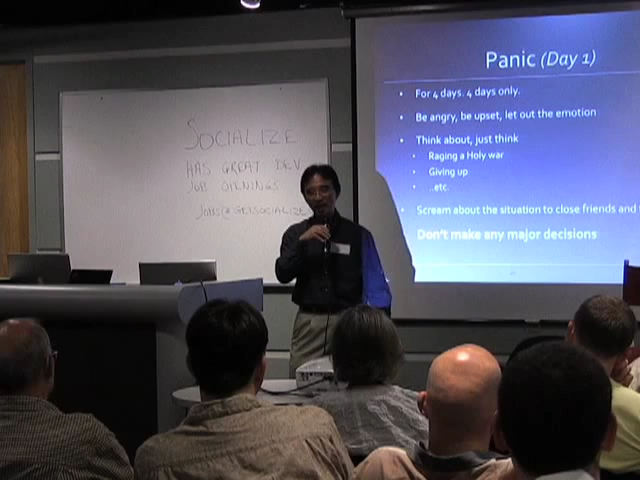 SOCIALIZE
HAS GREAT DEV
JOB OPENINGS
JOBS@GETSOCIALIZE
Panic (Day 1)
• For 4 days. 4 days only.
• Be angry, be upset, let out the emotion
• Think about, just think
• Raging a Holy war
• Giving up
• ..etc.
• Scream about the situation to close friends and
Don't make any major decisions